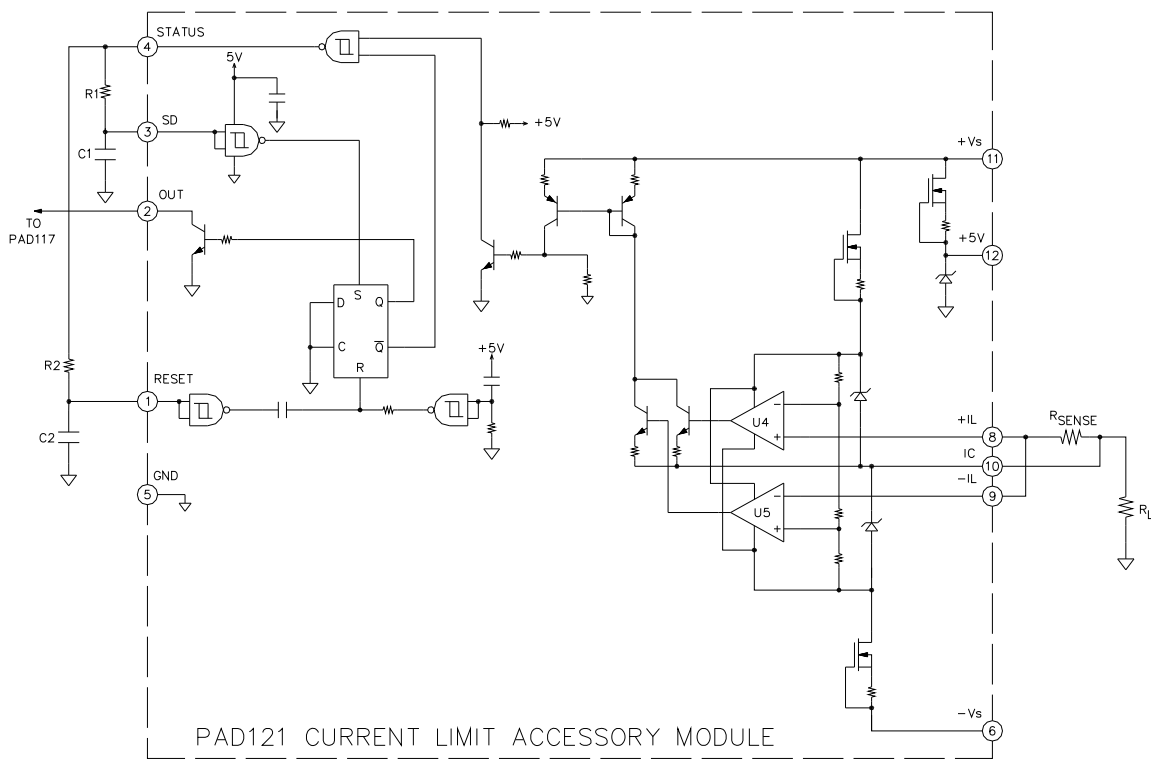 STATUS
4
5V
R1
SD
3
+5V
C1
+Vs
11
OUT
2
TO
PAD117
+5V
12
S
D
Q
C
Q
R
+5V
R2
RESET
1
U4
+IL
8
RSENSE
IC
10
C2
GND
5
-IL
9
U5
RL
-Vs
6
PAD121 CURRENT LIMIT ACCESSORY MODULE